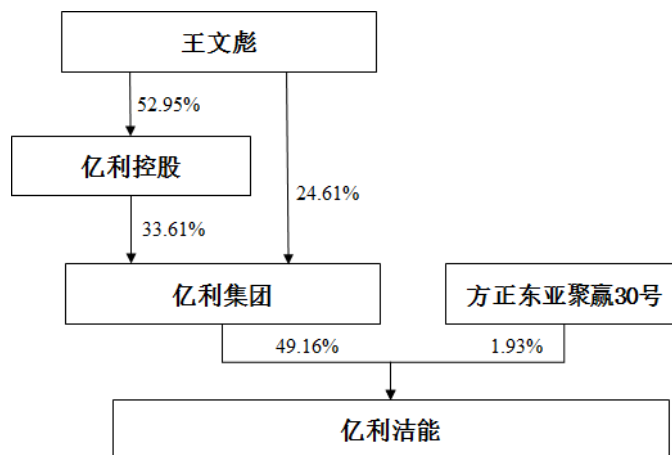 王文彪
52.95%
亿利控股
24.61%
33.61%
亿利集团
方正东亚聚赢30号
49.16%
1.93%
亿利洁能